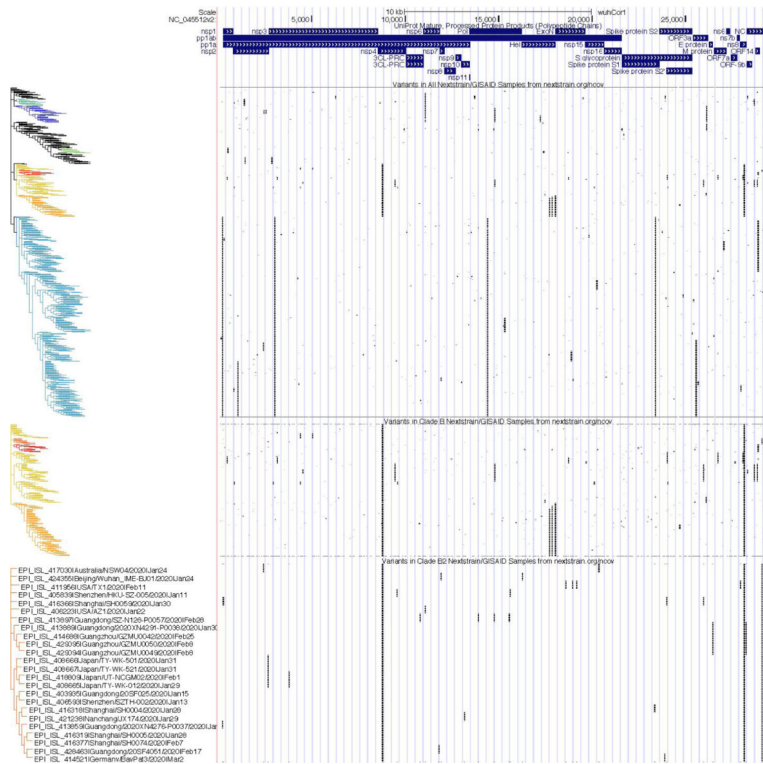 Scale 10 kb wuhCor1
NC_045512v2: 5,000 10,000 15,000 20,000 25,000
UniProt Mature, Processed Protein Products (Polypeptide Chains)
nsp1 nsp3 nsp6 Pol ExoN Spike protein S2 ns6 NC
pp1ab ORF3a ns7b
pp1a Hel nsp15 E protein ns8
nsp2 nsp4 nsp7 nsp16 M protein ORF14
3CL-PRO nsp9 S glycoprotein ORF7a
3CL-PRO nsp10 Spike protein S1 ORF-9b
nsp8 Spike protein S2'
nsp11
Variants in All Nextstrain/GISAID Samples from nextstrain.org/ncov
Variants in Clade B Nextstrain/GISAID Samples from nextstrain.org/ncov
Variants in Clade B2 Nextstrain/GISAID Samples from nextstrain.org/ncov
EPI_ISL_417030|Australia/NSW04/2020|Jan24
EPI_ISL_424355|Beijing/Wuhan_IME-BJ01/2020|Jan24
EPI_ISL_411956|USA/TX1/2020|Feb11
EPI_ISL_405839|Shenzhen/HKU-SZ-005/2020|Jan11
EPI_ISL_416366|Shanghai/SH0059/2020|Jan30
EPI_ISL_406223|USA/AZ1/2020|Jan22
EPI_ISL_413897|Guangdong/SZ-N128-P0057/2020|Feb28
EPI_ISL_413889|Guangdong/2020XN4291-P0038/2020|Jan30
EPI_ISL_414688|Guangzhou/GZMU0042/2020|Feb25
EPI_ISL_429095|Guangzhou/GZMU0050/2020|Feb8
EPI_ISL_429094|Guangzhou/GZMU0049/2020|Feb8
EPI_ISL_408666|Japan/TY-WK-501/2020|Jan31
EPI_ISL_408667|Japan/TY-WK-521/2020|Jan31
EPI_ISL_418809|Japan/UT-NCGM02/2020|Feb1
EPI_ISL_408665|Japan/TY-WK-012/2020|Jan29
EPI_ISL_403935|Guangdong/20SF025/2020|Jan15
EPI_ISL_406593|Shenzhen/SZTH-002/2020|Jan13
EPI_ISL_416318|Shanghai/SH0004/2020|Jan28
EPI_ISL_421236|Nanchang/JX174/2020|Jan29
EPI_ISL_413859|Guangdong/2020XN4276-P0037/2020|Jan
EPI_ISL_416319|Shanghai/SH0005/2020|Jan28
EPI_ISL_416377|Shanghai/SH0074/2020|Feb7
EPI_ISL_428463|Guangdong/20SF4051/2020|Feb17
EPI_ISL_414521|Germany/BavPat3/2020|Mar2